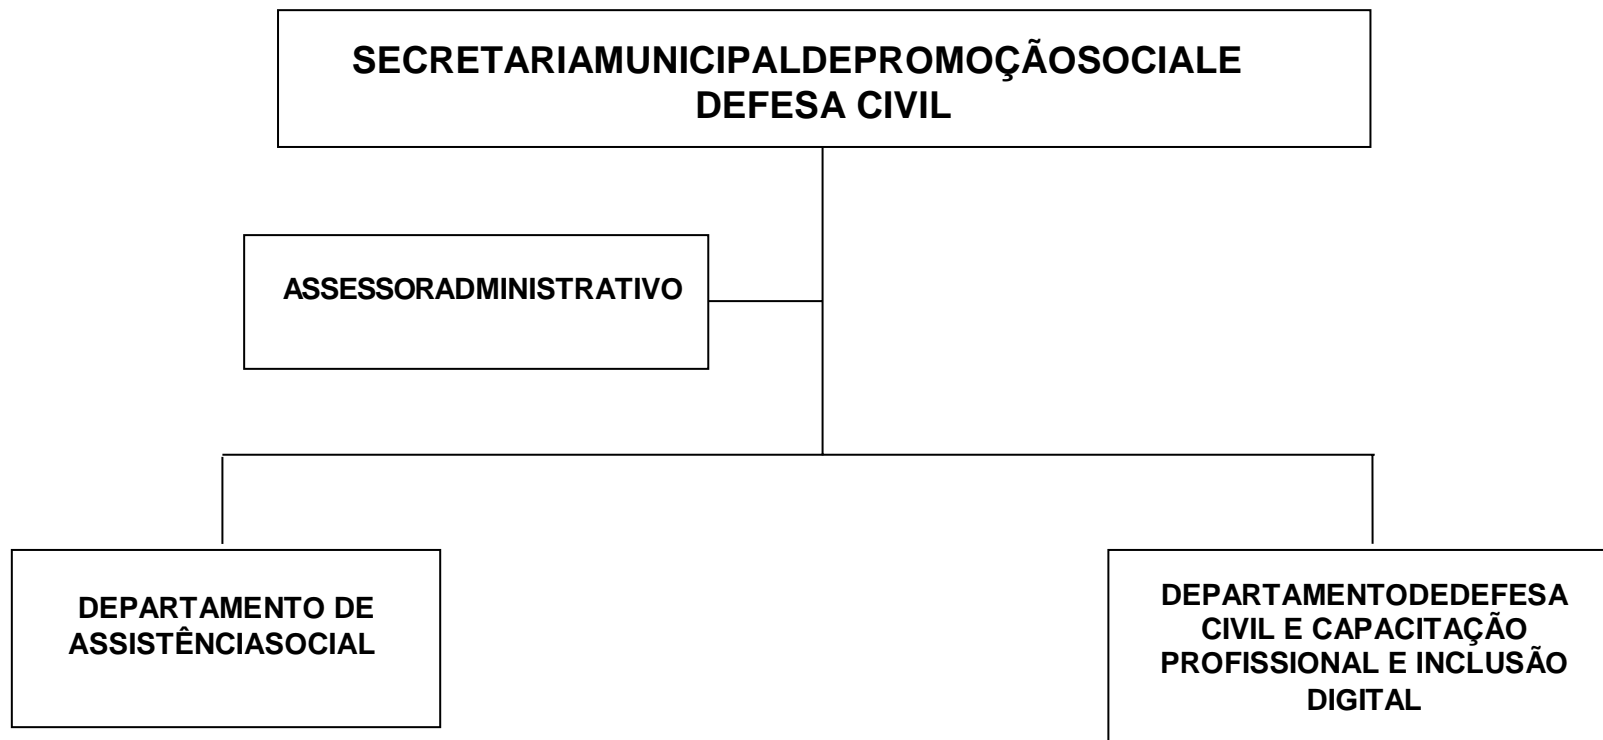 SECRETARIAMUNICIPALDEPROMOÇÃOSOCIALE
DEFESA CIVIL
ASSESSORADMINISTRATIVO
DEPARTAMENTO DE
ASSISTÊNCIASOCIAL
DEPARTAMENTODEDEFESA
CIVIL E CAPACITAÇÃO
PROFISSIONAL E INCLUSÃO
DIGITAL